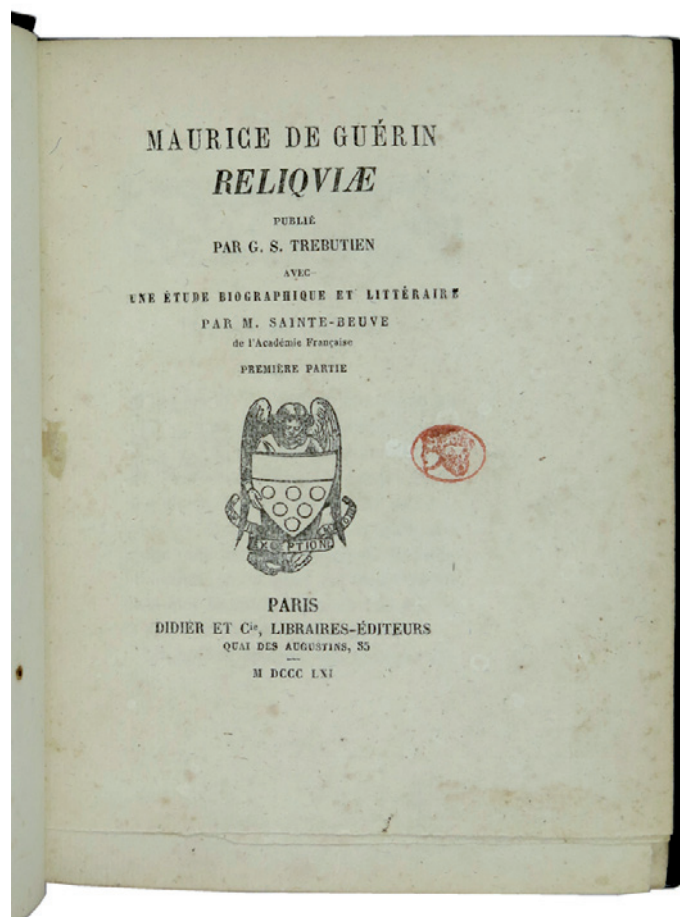 MAURICE DE GUÉRIN
RELIQVIÆ
PUBLIÉ
PAR G. S. TREBUTIEN
AVEC
UNE ÉTUDE BIOGRAPHIQUE ET LITTÉRAIRE
PAR M. SAINTE-BEUVE
de l'Académie Française
PREMIÈRE PARTIE
PARIS
DIDIER ET Cie, LIBRAIRES-ÉDITEURS
QUAI DES AUGUSTINS, 35
M DCCC LXI